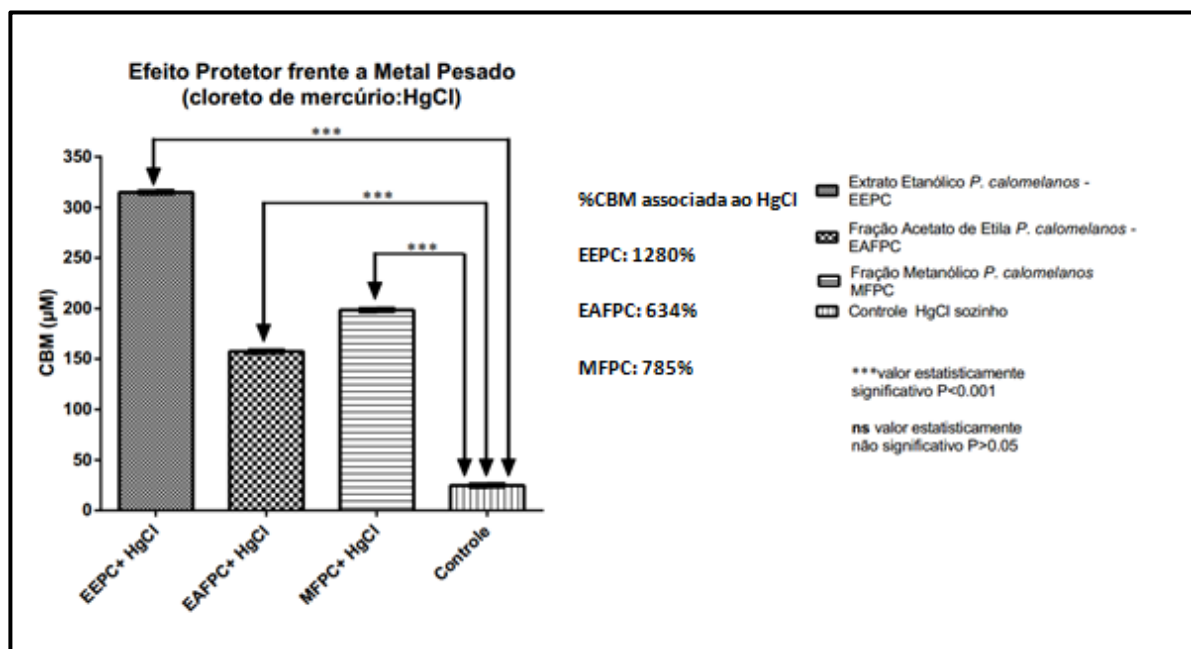 Efeito Protetor frente a Metal Pesado
(cloreto de mercúrio:HgCl)
***
***
***
CBM (µM)
350
300
250
200
150
100
50
0
EEPC+ HgCl
EAFPC+ HgCl
MFPC+ HgCl
Controle
%CBM associada ao HgCl
EEPC: 1280%
EAFPC: 634%
MFPC: 785%
Extrato Etanólico P. calomelanos -
EEPC
Fração Acetato de Etila P. calomelanos -
EAFPC
Fração Metanólico P. calomelanos
MFPC
Controle HgCl sozinho
***valor estatisticamente
significativo P<0.001
ns valor estatisticamente
não significativo P>0.05